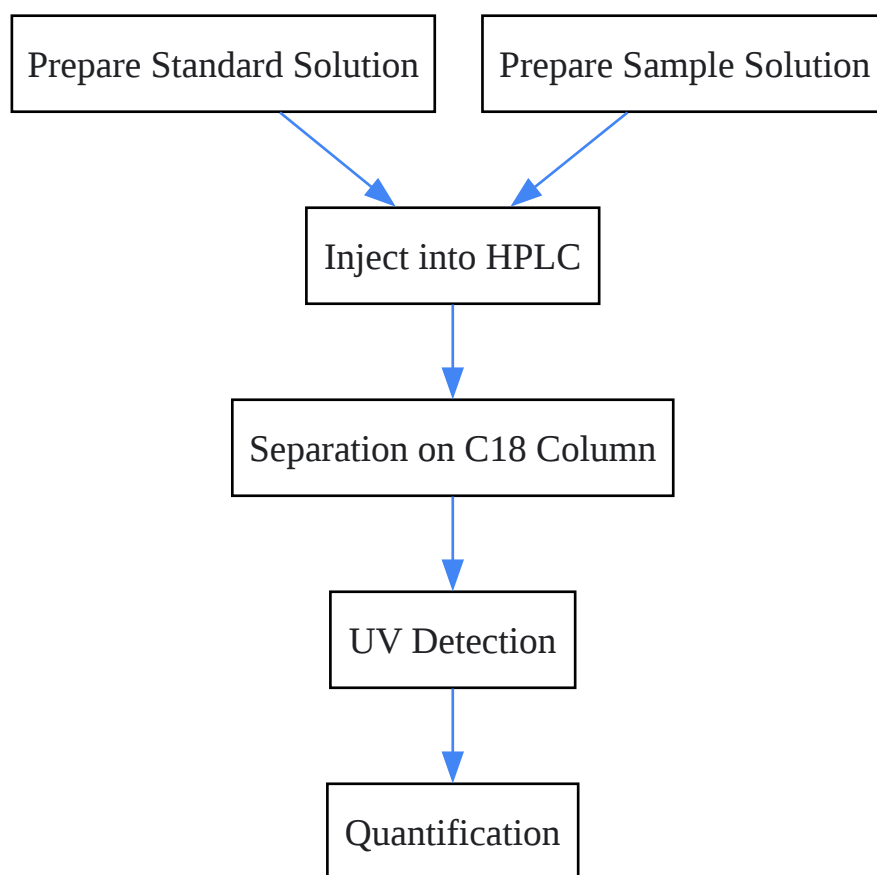 Prepare Standard Solution
Prepare Sample Solution
Inject into HPLC
Separation on C18 Column
UV Detection
Quantification